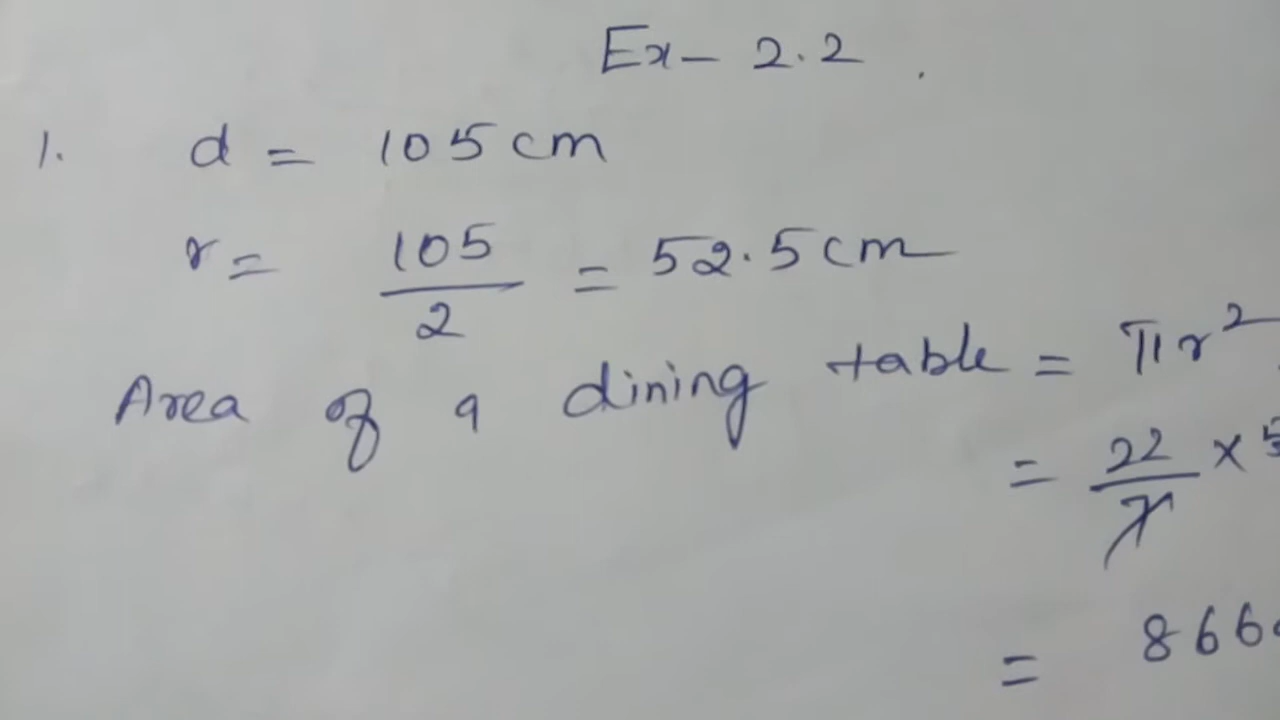 Ex - 2.2 .
1. d = 105 cm
r = 105/2 = 52.5 cm
Area of a dining table = πr²
= 22/7 ×
= 866